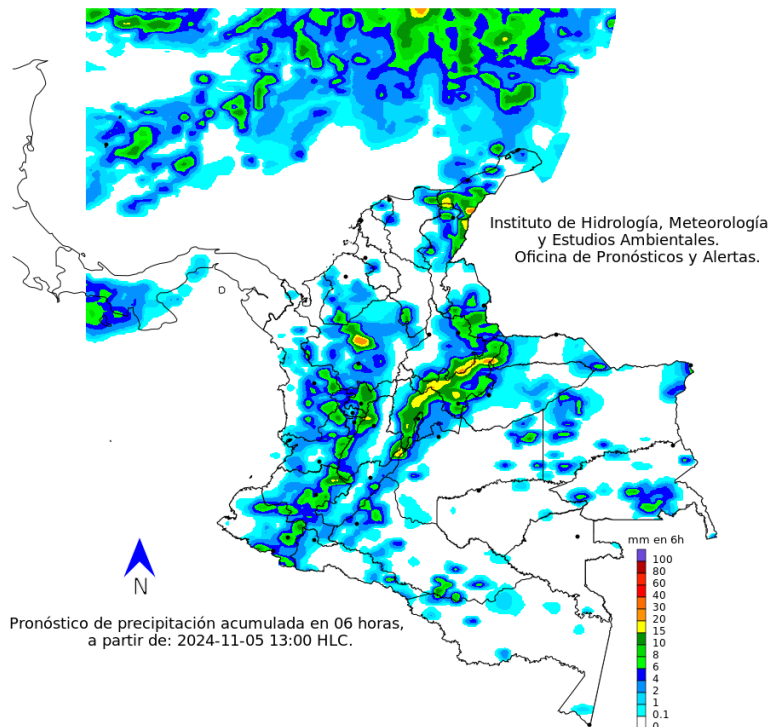 Instituto de Hidrología, Meteorología
y Estudios Ambientales.
Oficina de Pronósticos y Alertas.
N
Pronóstico de precipitación acumulada en 06 horas,
a partir de: 2024-11-05 13:00 HLC.
mm en 6h
100
80
60
40
30
20
15
10
8
6
4
2
1
0.1
0